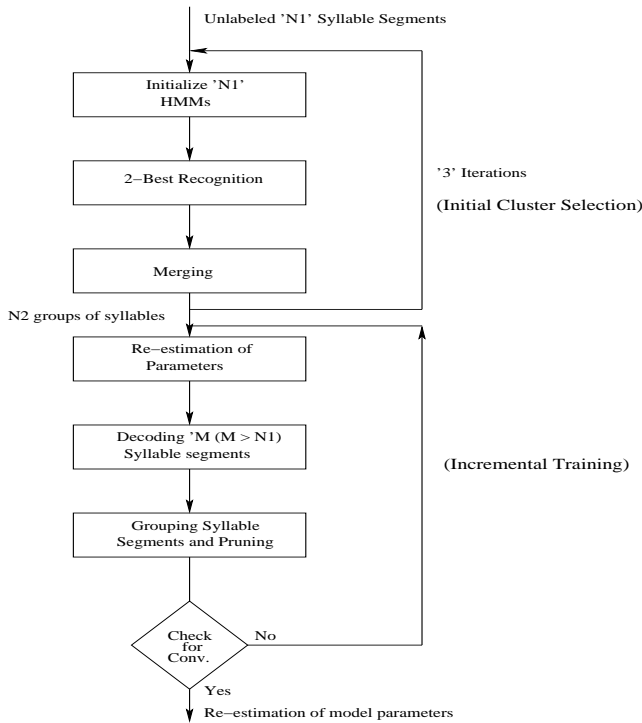 Unlabeled 'N1' Syllable Segments
Initialize 'N1'
HMMs
2−Best Recognition
'3' Iterations
(Initial Cluster Selection)
Merging
N2 groups of syllables
Re−estimation of
Parameters
Decoding 'M (M > N1)
Syllable segments
(Incremental Training)
Grouping Syllable
Segments and Pruning
Check
for
Conv.
No
Yes
Re−estimation of model parameters